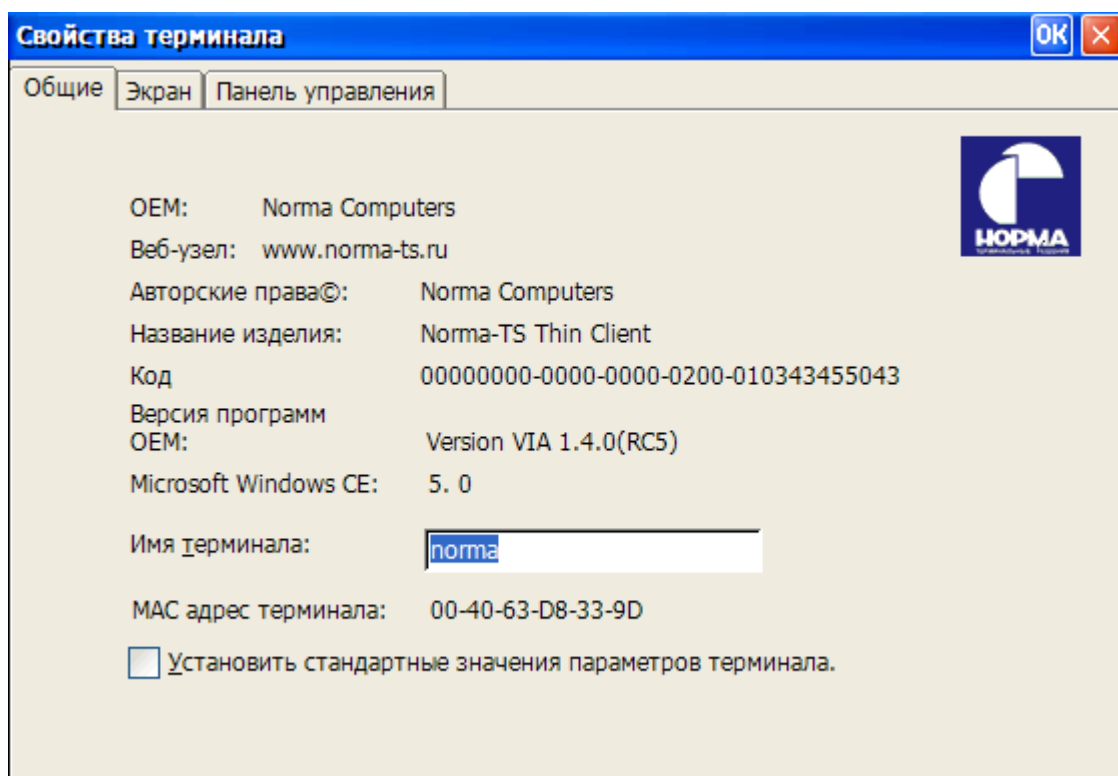 Свойства терминала OK
Общие Экран Панель управления
НОРМА
ТЕРМИНАЛЬНЫЕ РЕШЕНИЯ
OEM: Norma Computers
Веб-узел: www.norma-ts.ru
Авторские права©: Norma Computers
Название изделия: Norma-TS Thin Client
Код 00000000-0000-0000-0200-010343455043
Версия программ
OEM: Version VIA 1.4.0(RC5)
Microsoft Windows CE: 5. 0
Имя терминала: norma
MAC адрес терминала: 00-40-63-D8-33-9D
Установить стандартные значения параметров терминала.